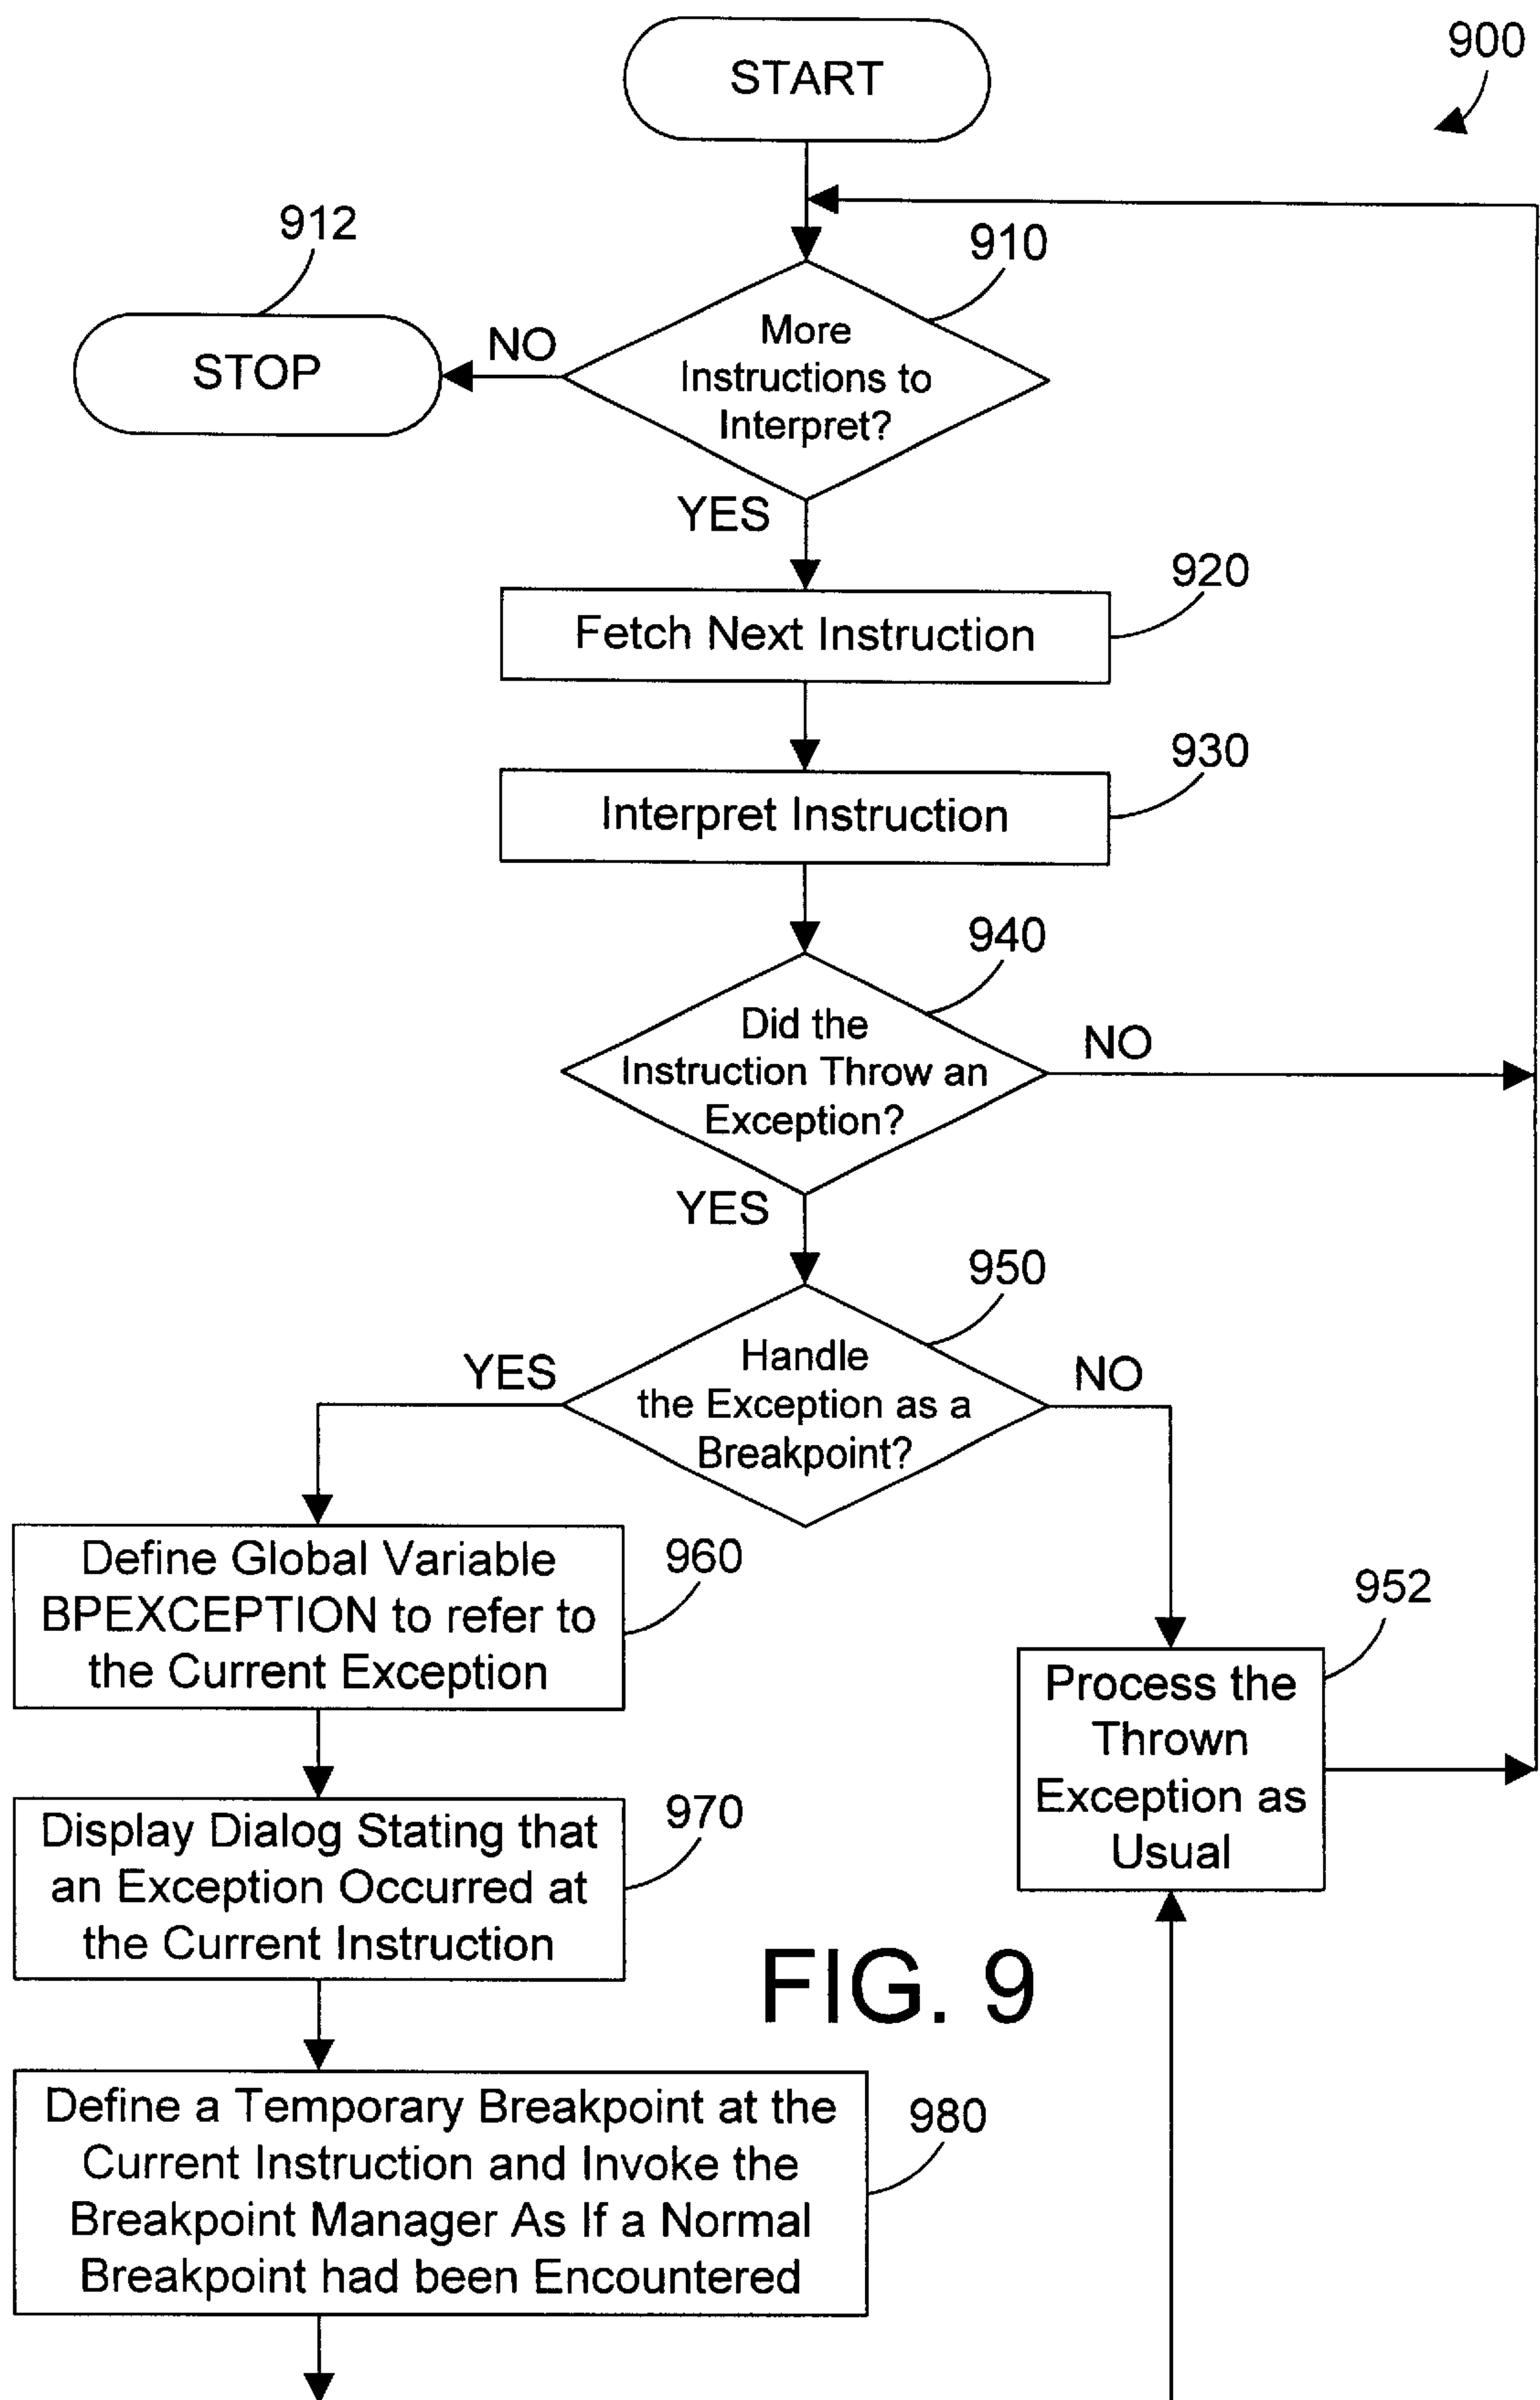 START
900
912
910
STOP
NO
More
Instructions to
Interpret?
YES
920
Fetch Next Instruction
930
Interpret Instruction
940
Did the
Instruction Throw an
Exception?
NO
YES
950
Handle
the Exception as a
Breakpoint?
YES
NO
Define Global Variable
BPEXCEPTION to refer to
the Current Exception
960
952
Process the
Thrown
Exception as
Usual
Display Dialog Stating that
an Exception Occurred at
the Current Instruction
970
FIG. 9
Define a Temporary Breakpoint at the
Current Instruction and Invoke the
Breakpoint Manager As If a Normal
Breakpoint had been Encountered
980